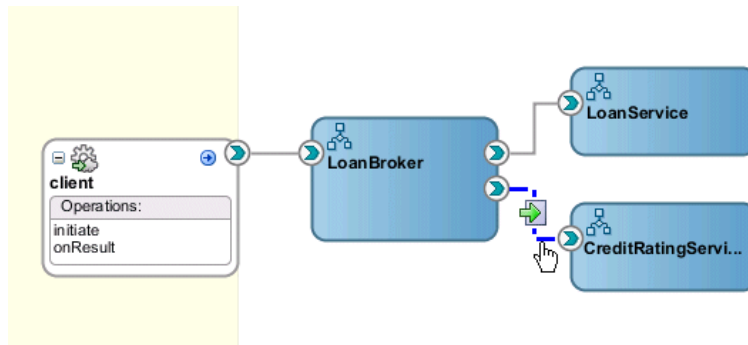 client
Operations:
initiate
onResult
LoanBroker
LoanService
CreditRatingServi...